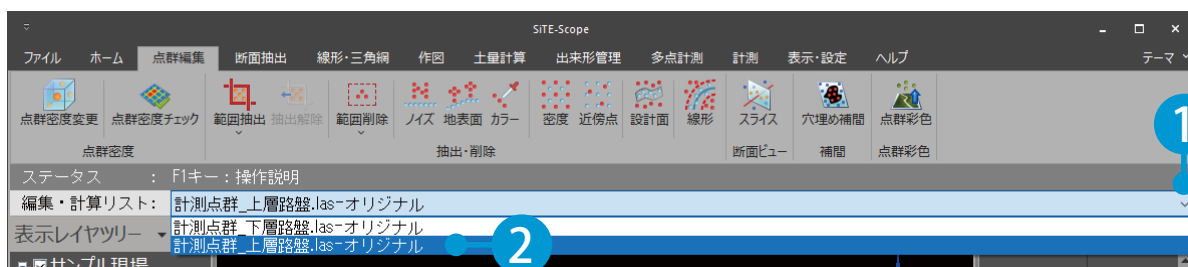 SiTE-Scope
ファイル ホーム 点群編集 断面抽出 線形・三角網 作図 土量計算 出来形管理 多点計測 計測 表示・設定 ヘルプ テーマ
点群密度変更 点群密度チェック 範囲抽出 抽出解除 範囲削除 ノイズ 地表面 カラー 密度 近傍点 設計面 線形 スライス 穴埋め補間 点群彩色
点群密度 抽出・削除 断面ビュー 補間 点群彩色
1
ステータス : F1キー:操作説明
編集・計算リスト: 計測点群_上層路盤.las-オリジナル
表示レイヤツリー 計測点群_下層路盤.las-オリジナル
計測点群_上層路盤.las-オリジナル
2
サンプル現場